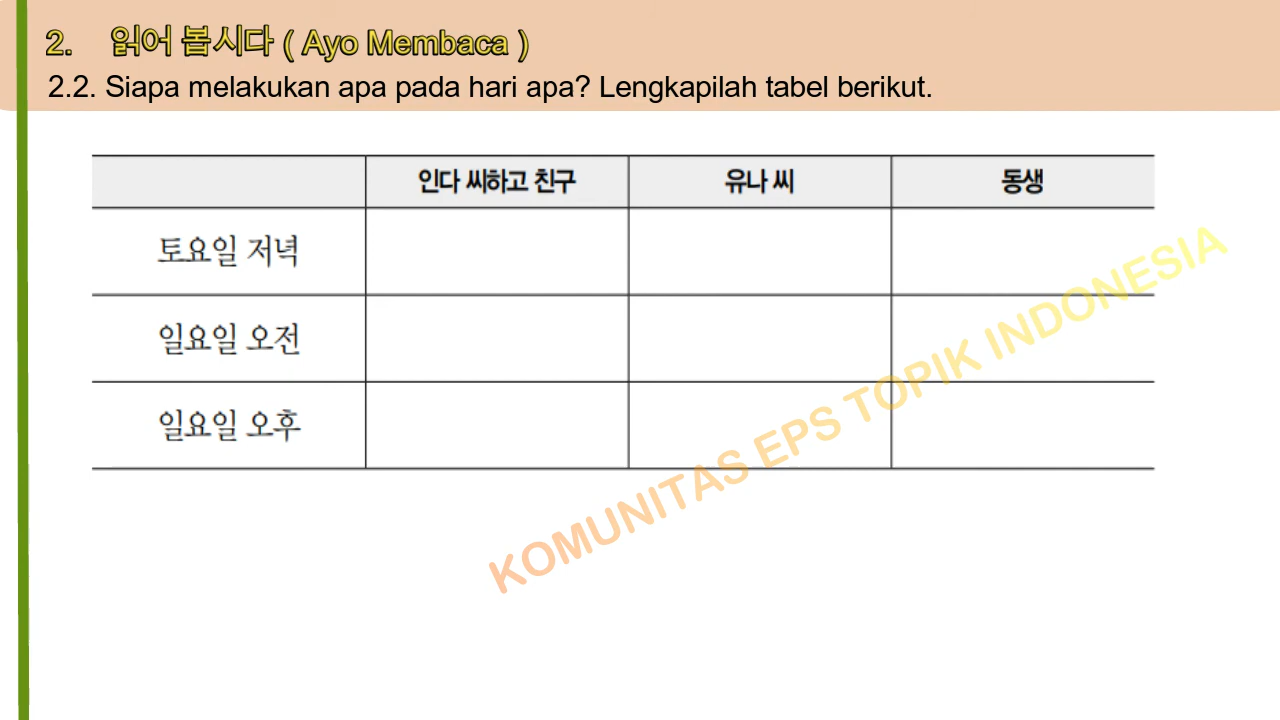 2. 읽어 봅시다 ( Ayo Membaca )
2.2. Siapa melakukan apa pada hari apa? Lengkapilah tabel berikut.
인다 씨하고 친구 유나 씨 동생
토요일 저녁
일요일 오전
일요일 오후
KOMUNITAS EPS TOPIK INDONESIA